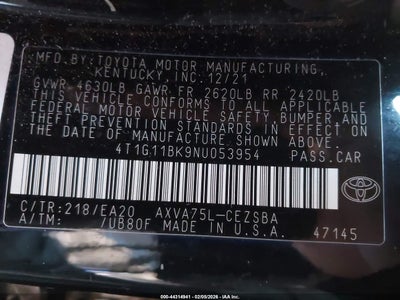 MFD.BY:TOYOTA MOTOR MANUFACTURING,
KENTUCKY, INC. 12/21
GVWR 4630LB GAWR FR 2620LB RR 2420LB
THIS VEHICLE CONFORMS TO ALL APPLICABLE
FEDERAL MOTOR VEHICLE SAFETY, BUMPER, AND
THEFT PREVENTION STANDARDS IN EFFECT ON
THE DATE OF MANUFACTURE SHOWN ABOVE.
4T1G11BK9NU053954 PASS.CAR
C/TR:218/EA20 AXVA75L-CEZSBA
A/TM: /UB80F MADE IN U.S.A. 47145
TOYOTA
000-44314941 - 02/05/2026 - IAA Inc.